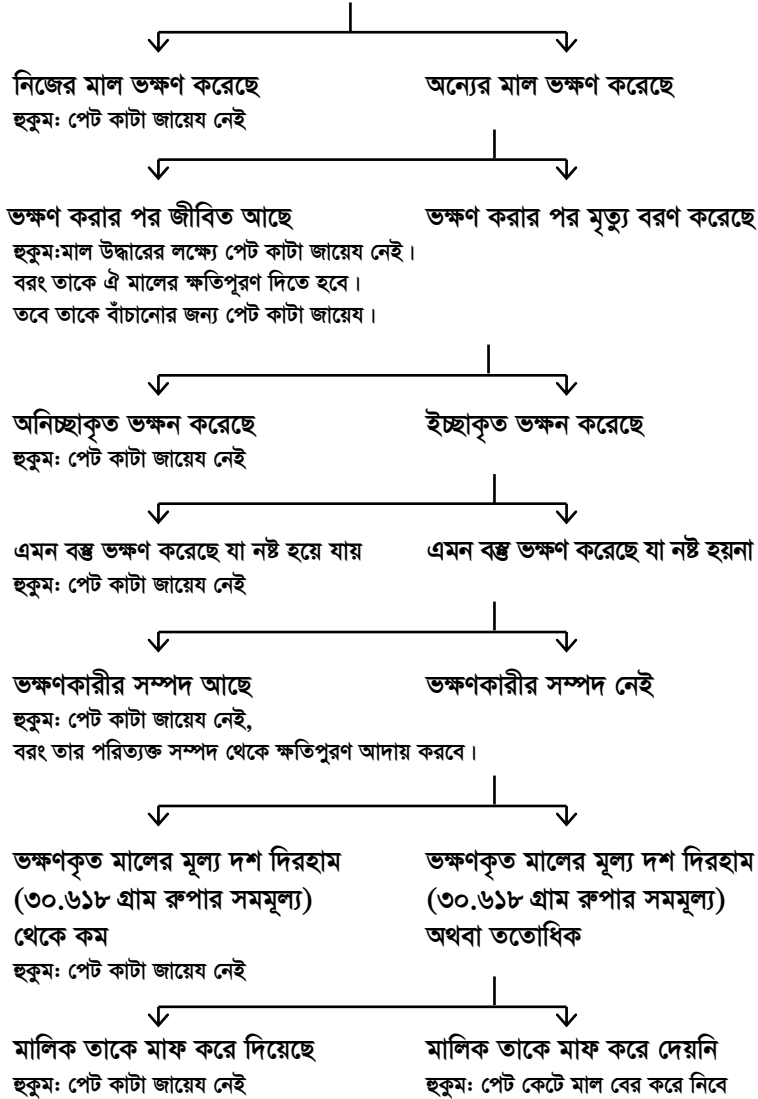 নিজের মাল ভক্ষণ করেছে
হুকুম: পেট কাটা জায়েয নেই
অন্যের মাল ভক্ষণ করেছে
ভক্ষণ করার পর জীবিত আছে
হুকুম:মাল উদ্ধারের লক্ষ্যে পেট কাটা জায়েয নেই।
বরং তাকে ঐ মালের ক্ষতিপূরণ দিতে হবে।
তবে তাকে বাঁচানোর জন্য পেট কাটা জায়েয।
ভক্ষণ করার পর মৃত্যু বরণ করেছে
অনিচ্ছাকৃত ভক্ষন করেছে
হুকুম: পেট কাটা জায়েয নেই
ইচ্ছাকৃত ভক্ষন করেছে
এমন বস্তু ভক্ষণ করেছে যা নষ্ট হয়ে যায়
হুকুম: পেট কাটা জায়েয নেই
এমন বস্তু ভক্ষণ করেছে যা নষ্ট হয়না
ভক্ষণকারীর সম্পদ আছে
হুকুম: পেট কাটা জায়েয নেই,
বরং তার পরিত্যক্ত সম্পদ থেকে ক্ষতিপুরণ আদায় করবে।
ভক্ষণকারীর সম্পদ নেই
ভক্ষণকৃত মালের মূল্য দশ দিরহাম
(৩০.৬১৮ গ্রাম রুপার সমমূল্য)
থেকে কম
হুকুম: পেট কাটা জায়েয নেই
ভক্ষণকৃত মালের মূল্য দশ দিরহাম
(৩০.৬১৮ গ্রাম রুপার সমমূল্য)
অথবা ততোধিক
মালিক তাকে মাফ করে দিয়েছে
হুকুম: পেট কাটা জায়েয নেই
মালিক তাকে মাফ করে দেয়নি
হুকুম: পেট কেটে মাল বের করে নিবে